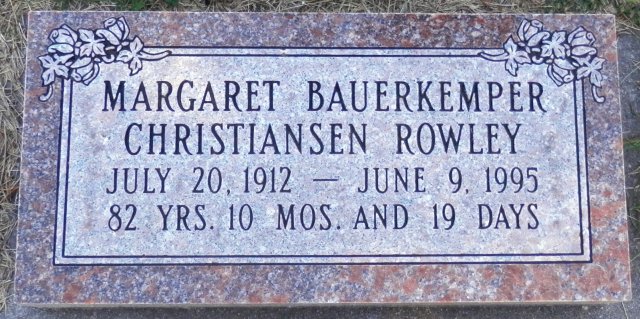 MARGARET BAUERKEMPER
CHRISTIANSEN ROWLEY
JULY 20, 1912 — JUNE 9, 1995
82 YRS. 10 MOS. AND 19 DAYS